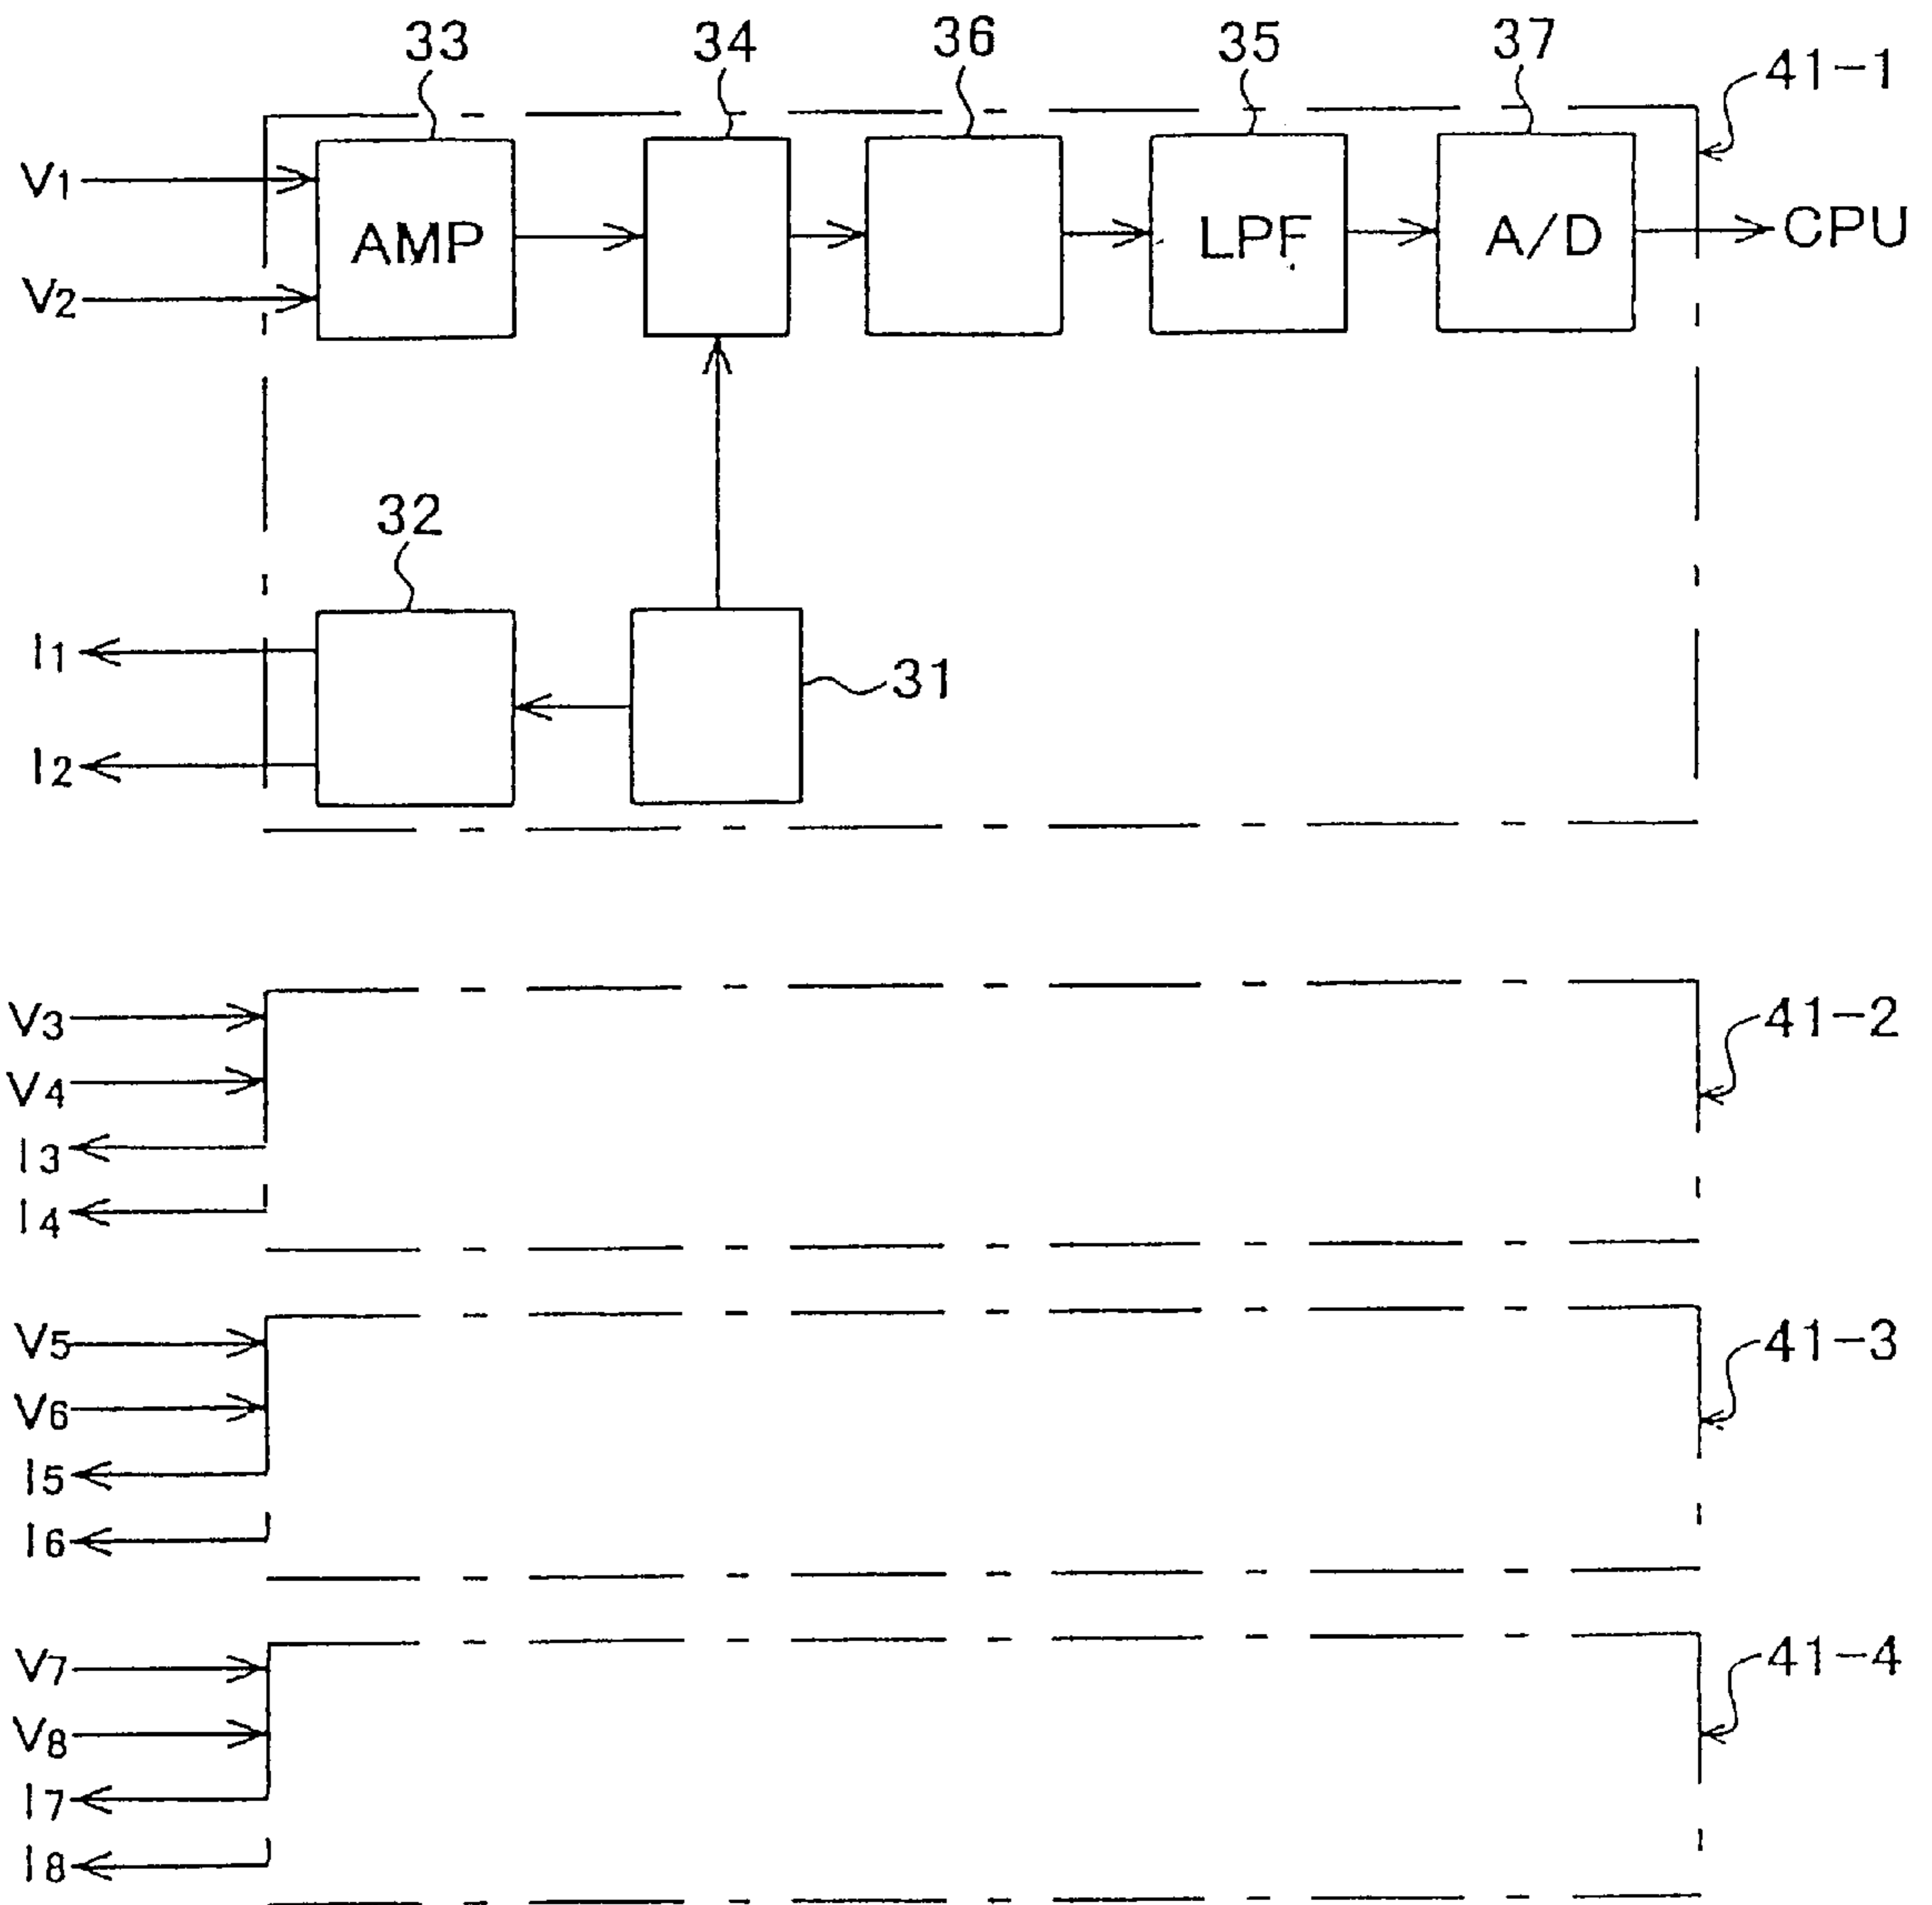 33 34 36 35 37
41-1
V1
AMP LPF A/D CPU
V2
32
I1
31
I2
V3
41-2
V4
I3
I4
V5
41-3
V6
I5
I6
V7
41-4
V8
I7
I8